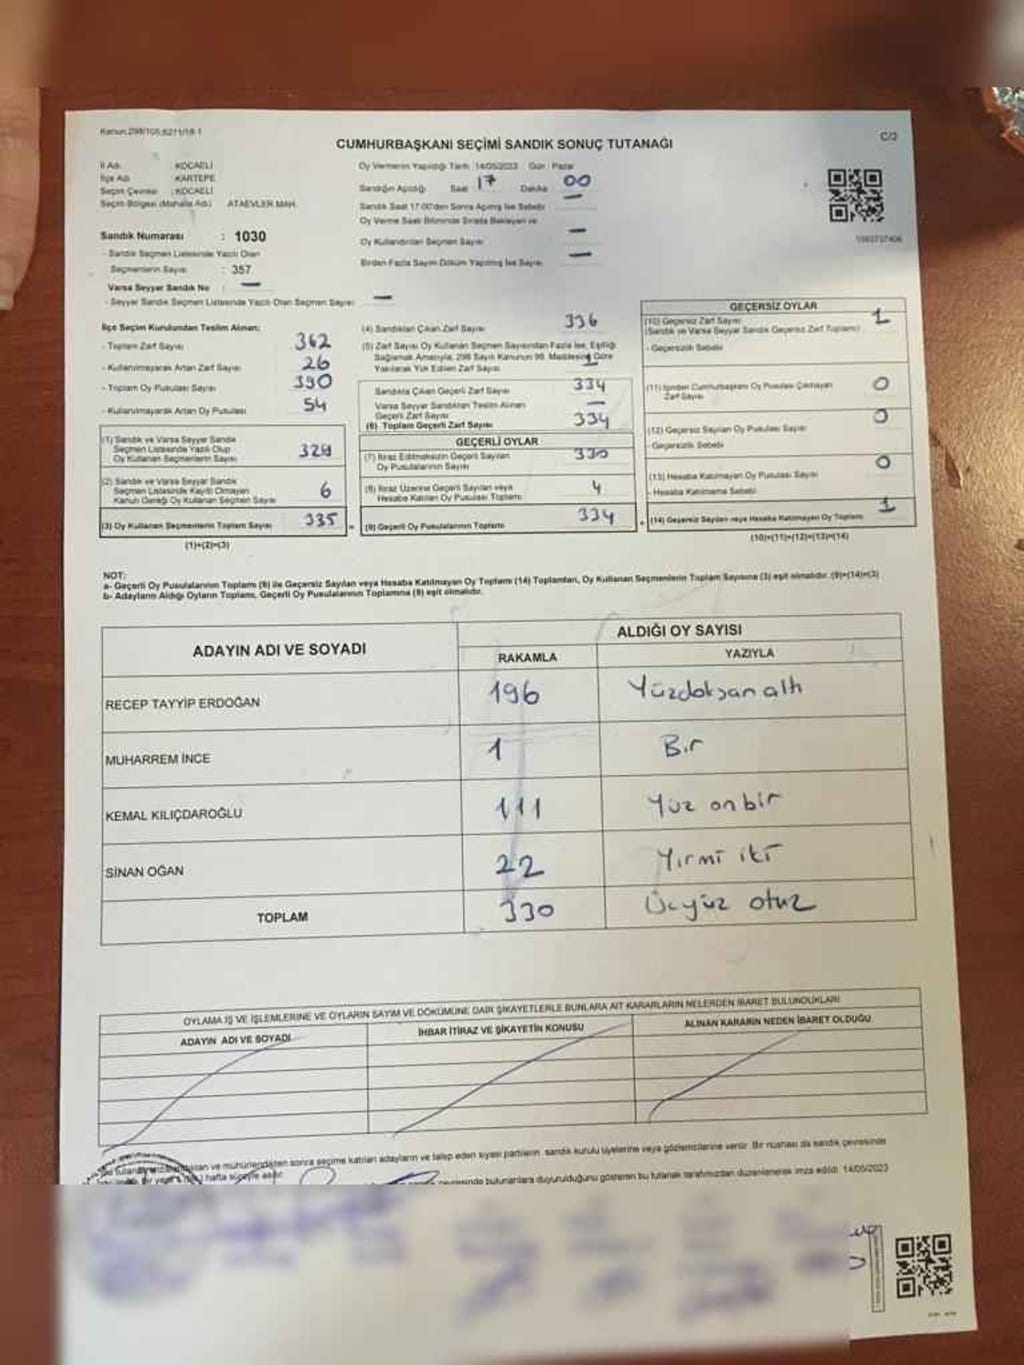 Kanun.298/105;6271/18-1
C/2
CUMHURBAŞKANI SEÇİMİ SANDIK SONUÇ TUTANAĞI
İl Adı : KOCAELİ
İlçe Adı : KARTEPE
Seçim Çevresi : KOCAELİ
Seçim Bölgesi (Mahalle Adı) ATAEVLER MAH.
Oy Vermenin Yapıldığı Tarih : 14/05/2023 Gün : Pazar
Sandığın Açıldığı Saat 17 Dakika 00
Sandık Saat 17:00'den Sonra Açılmış İse Sebebi —
Oy Verme Saati Bitiminde Sırada Bekleyen ve
Oy Kullandırılan Seçmen Sayısı —
Birden Fazla Sayım Döküm Yapılmış İse Sayısı —
Sandık Numarası : 1030
- Sandık Seçmen Listesinde Yazılı Olan
Seçmenlerin Sayısı : 357
Varsa Seyyar Sandık No : —
- Seyyar Sandık Seçmen Listesinde Yazılı Olan Seçmen Sayısı : —
İlçe Seçim Kurulundan Teslim Alınan:
- Toplam Zarf Sayısı 362
- Kullanılmayarak Artan Zarf Sayısı 26
- Toplam Oy Pusulası Sayısı 390
- Kullanılmayarak Artan Oy Pusulası 54
(1) Sandık ve Varsa Seyyar Sandık
Seçmen Listesinde Yazılı Olup
Oy Kullanan Seçmenlerin Sayısı 329
(2) Sandık ve Varsa Seyyar Sandık
Seçmen Listesinde Kayıtlı Olmayan
Kanun Gereği Oy Kullanan Seçmen Sayısı 6
(3) Oy Kullanan Seçmenlerin Toplam Sayısı 335
(1)+(2)=(3)
(4) Sandıktan Çıkan Zarf Sayısı 336
(5) Zarf Sayısı Oy Kullanan Seçmen Sayısından Fazla İse, Eşitliği
Sağlamak Amacıyla, 298 Sayılı Kanunun 98. Maddesine Göre
Yakılarak Yok Edilen Zarf Sayısı 1
Sandıkta Çıkan Geçerli Zarf Sayısı 334
Varsa Seyyar Sandıktan Teslim Alınan
Geçerli Zarf Sayısı —
(6) Toplam Geçerli Zarf Sayısı 334
GEÇERLİ OYLAR
(7) İtiraz Edilmeksizin Geçerli Sayılan
Oy Pusulalarının Sayısı 330
(8) İtiraz Üzerine Geçerli Sayılan veya
Hesaba Katılan Oy Pusulası Toplamı 4
(9) Geçerli Oy Pusulalarının Toplamı 334
GEÇERSİZ OYLAR
(10) Geçersiz Zarf Sayısı 1
(Sandık ve Varsa Seyyar Sandık Geçersiz Zarf Toplamı)
- Geçersizlik Sebebi
(11) İçinden Cumhurbaşkanı Oy Pusulası Çıkmayan
Zarf Sayısı 0
(12) Geçersiz Sayılan Oy Pusulası Sayısı 0
- Geçersizlik Sebebi
(13) Hesaba Katılmayan Oy Pusulası Sayısı 0
- Hesaba Katılmama Sebebi
(14) Geçersiz Sayılan veya Hesaba Katılmayan Oy Toplamı 1
(10)+(11)+(12)+(13)=(14)
NOT:
a- Geçerli Oy Pusulalarının Toplamı (9) ile Geçersiz Sayılan veya Hesaba Katılmayan Oy Toplamı (14) Toplamları, Oy Kullanan Seçmenlerin Toplam Sayısına (3) eşit olmalıdır. (9)+(14)=(3)
b- Adayların Aldığı Oyların Toplamı, Geçerli Oy Pusulalarının Toplamına (9) eşit olmalıdır.
ADAYIN ADI VE SOYADI
ALDIĞI OY SAYISI
RAKAMLA YAZIYLA
RECEP TAYYİP ERDOĞAN 196 Yüzdoksan altı
MUHARREM İNCE 1 Bir
KEMAL KILIÇDAROĞLU 111 Yüz onbir
SİNAN OĞAN 22 Yirmi iki
TOPLAM 330 Üçyüz otuz
OYLAMA İŞ VE İŞLEMLERİNE VE OYLARIN SAYIM VE DÖKÜMÜNE DAİR ŞİKAYETLERLE BUNLARA AİT KARARLARIN NELERDEN İBARET BULUNDUKLARI
ADAYIN ADI VE SOYADI İHBAR İTİRAZ VE ŞİKAYETİN KONUSU ALINAN KARARIN NEDEN İBARET OLDUĞU
sonra seçime katılan adayların ve talep eden siyasi partilerin sandık kurulu üyelerine veya gözlemcilerine verilir. Bir nüshası da sandık çevresinde
hafta süreyle asılır. çevresinde bulunanlara duyurulduğunu gösteren bu tutanak tarafımızdan düzenlenerek imza edildi. 14/05/2023